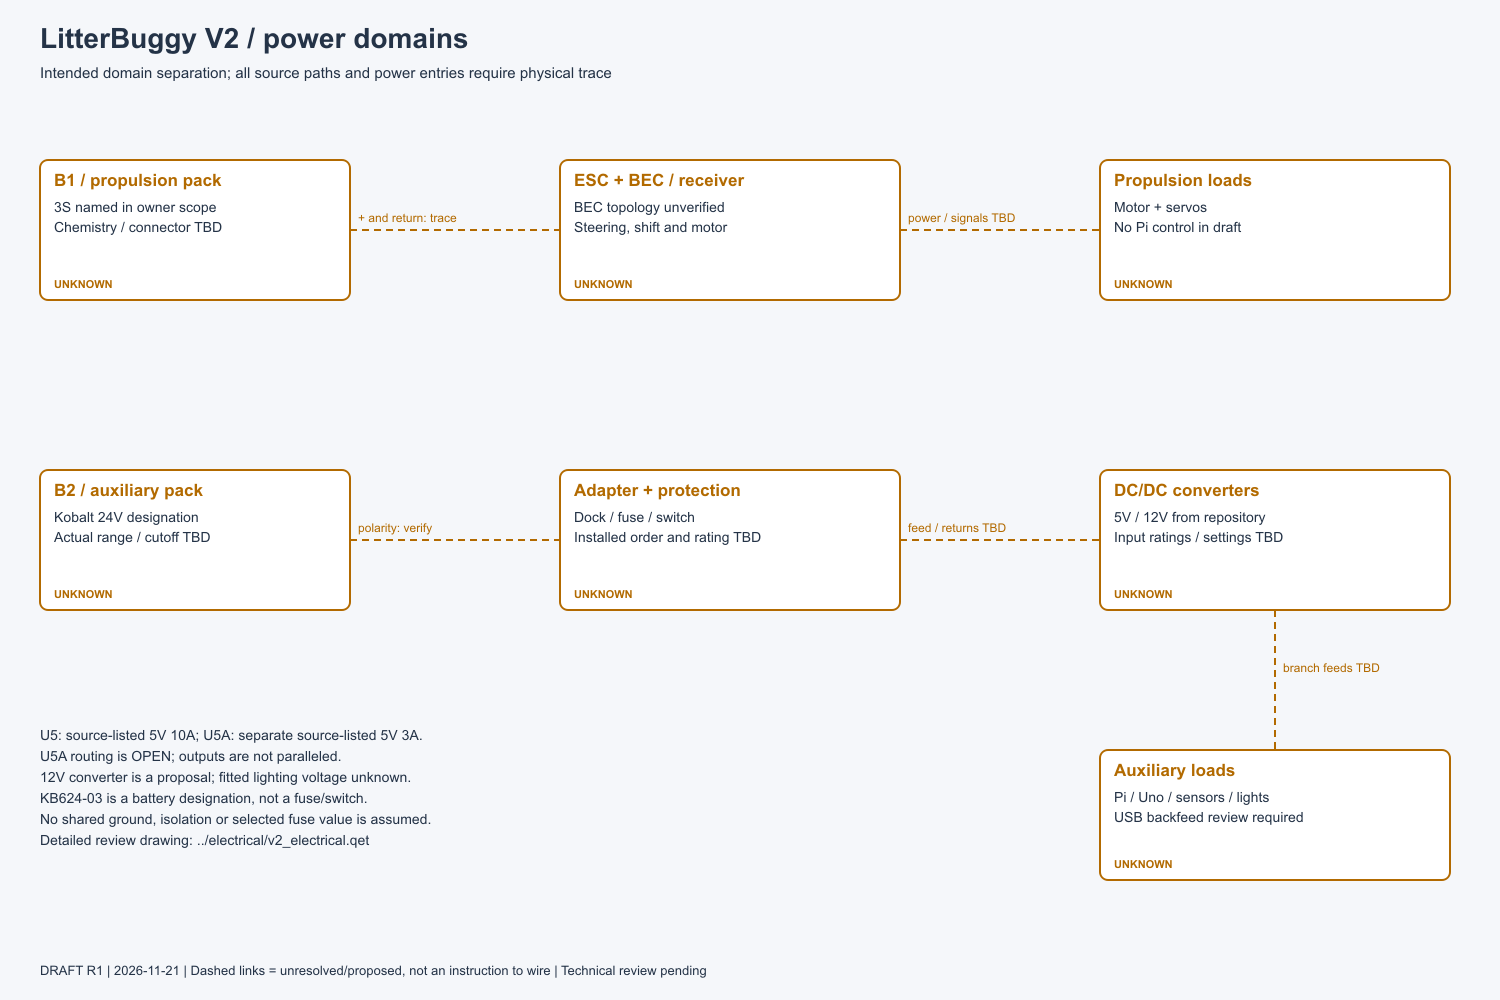 LitterBuggy V2 / power domains
Intended domain separation; all source paths and power entries require physical trace
B1 / propulsion pack
3S named in owner scope
Chemistry / connector TBD
UNKNOWN
+ and return: trace
ESC + BEC / receiver
BEC topology unverified
Steering, shift and motor
UNKNOWN
power / signals TBD
Propulsion loads
Motor + servos
No Pi control in draft
UNKNOWN
B2 / auxiliary pack
Kobalt 24V designation
Actual range / cutoff TBD
UNKNOWN
polarity: verify
Adapter + protection
Dock / fuse / switch
Installed order and rating TBD
UNKNOWN
feed / returns TBD
DC/DC converters
5V / 12V from repository
Input ratings / settings TBD
UNKNOWN
branch feeds TBD
Auxiliary loads
Pi / Uno / sensors / lights
USB backfeed review required
UNKNOWN
U5: source-listed 5V 10A; U5A: separate source-listed 5V 3A.
U5A routing is OPEN; outputs are not paralleled.
12V converter is a proposal; fitted lighting voltage unknown.
KB624-03 is a battery designation, not a fuse/switch.
No shared ground, isolation or selected fuse value is assumed.
Detailed review drawing: ../electrical/v2_electrical.qet
DRAFT R1 | 2026-11-21 | Dashed links = unresolved/proposed, not an instruction to wire | Technical review pending